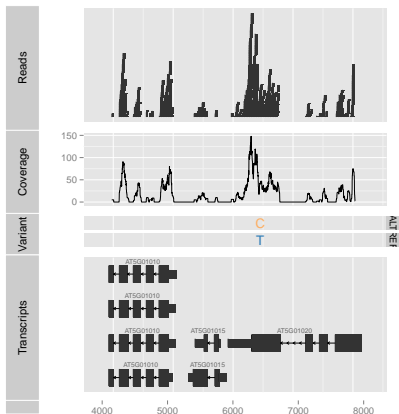 Reads
Coverage
150
100
50
0
Variant
C
ALT
T
REF
Transcripts
AT5G01010
AT5G01010
AT5G01010
AT5G01015
AT5G01020
AT5G01010
AT5G01015
4000
5000
6000
7000
8000